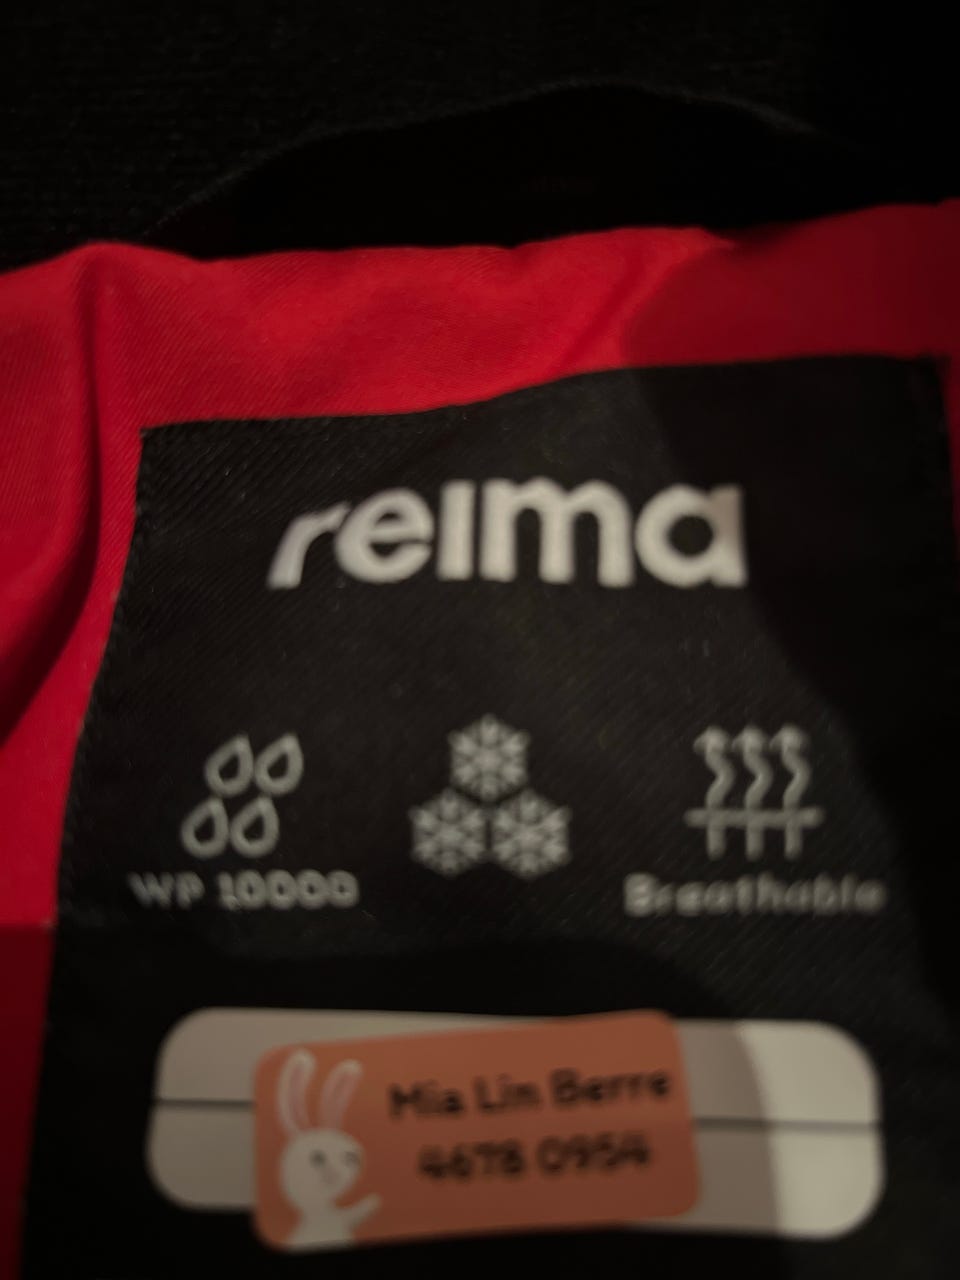 reima
WP 10000
Breathable
Mia Lin Berre
4678 0954